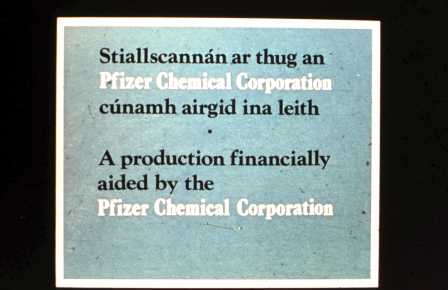 Stiallscannán ar thug an
Pfizer Chemical Corporation
cúnamh airgid ina leith
•
A production financially
aided by the
Pfizer Chemical Corporation